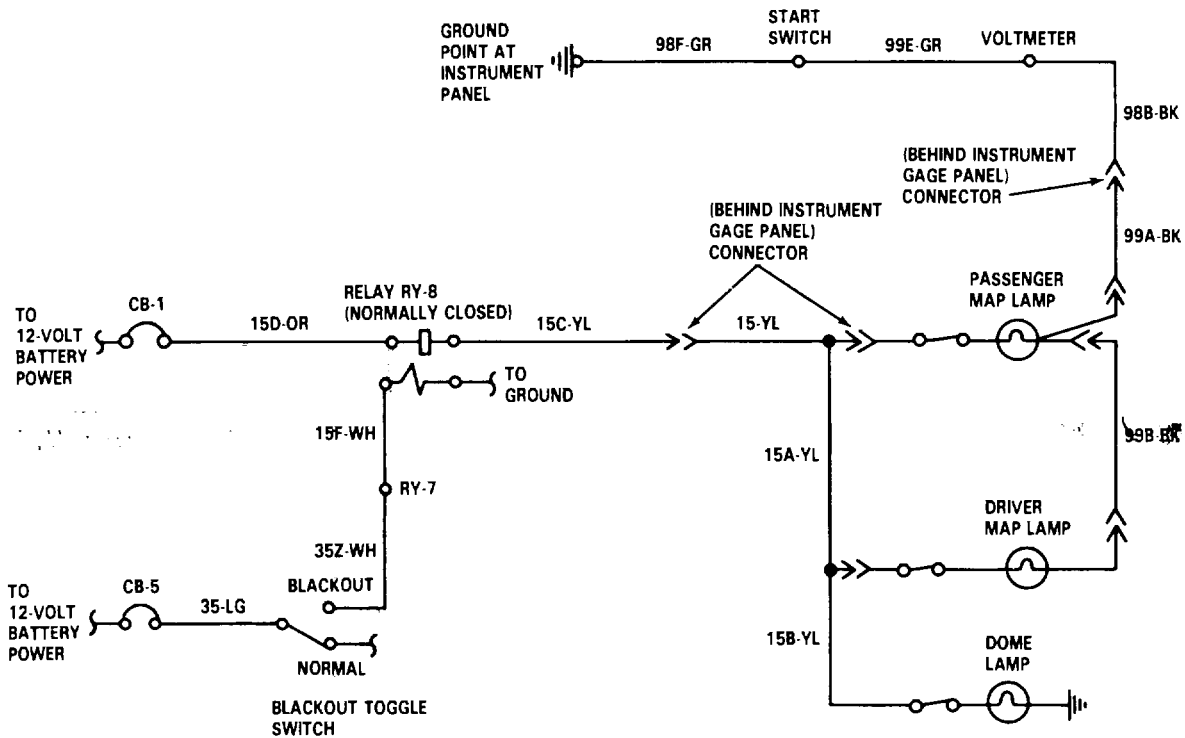 GROUND
POINT AT
INSTRUMENT
PANEL
98F-GR
START
SWITCH
99E-GR
VOLTMETER
98B-BK
(BEHIND INSTRUMENT
GAGE PANEL)
CONNECTOR
99A-BK
(BEHIND INSTRUMENT
GAGE PANEL)
CONNECTOR
PASSENGER
MAP LAMP
TO
12-VOLT
BATTERY
POWER
CB-1
15D-OR
RELAY RY-8
(NORMALLY CLOSED)
15C-YL
15-YL
TO
GROUND
15F-WH
RY-7
35Z-WH
15A-YL
99B-BK
DRIVER
MAP LAMP
TO
12-VOLT
BATTERY
POWER
CB-5
35-LG
BLACKOUT
NORMAL
BLACKOUT TOGGLE
SWITCH
15B-YL
DOME
LAMP